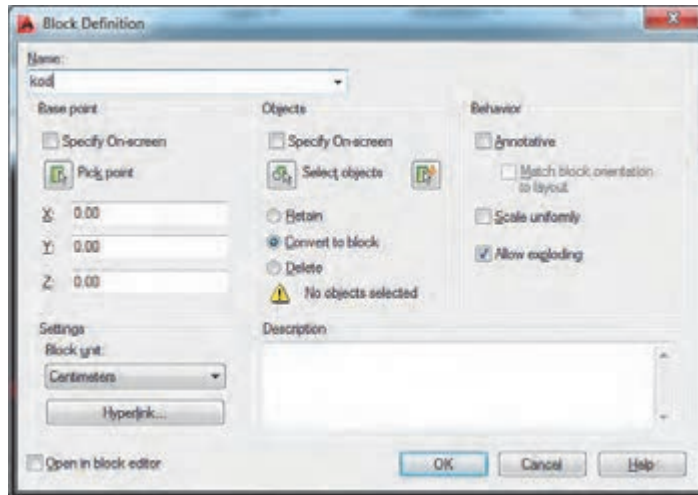 Block Definition
Name:
kod
Base point
Specify On-screen
Pick point
X: 0.00
Y: 0.00
Z: 0.00
Objects
Specify On-screen
Select objects
Retain
Convert to block
Delete
No objects selected
Behavior
Annotative
Match block orientation
to layout
Scale uniformly
Allow exploding
Settings
Block unit:
Centimeters
Hyperlink...
Description
Open in block editor
OK
Cancel
Help